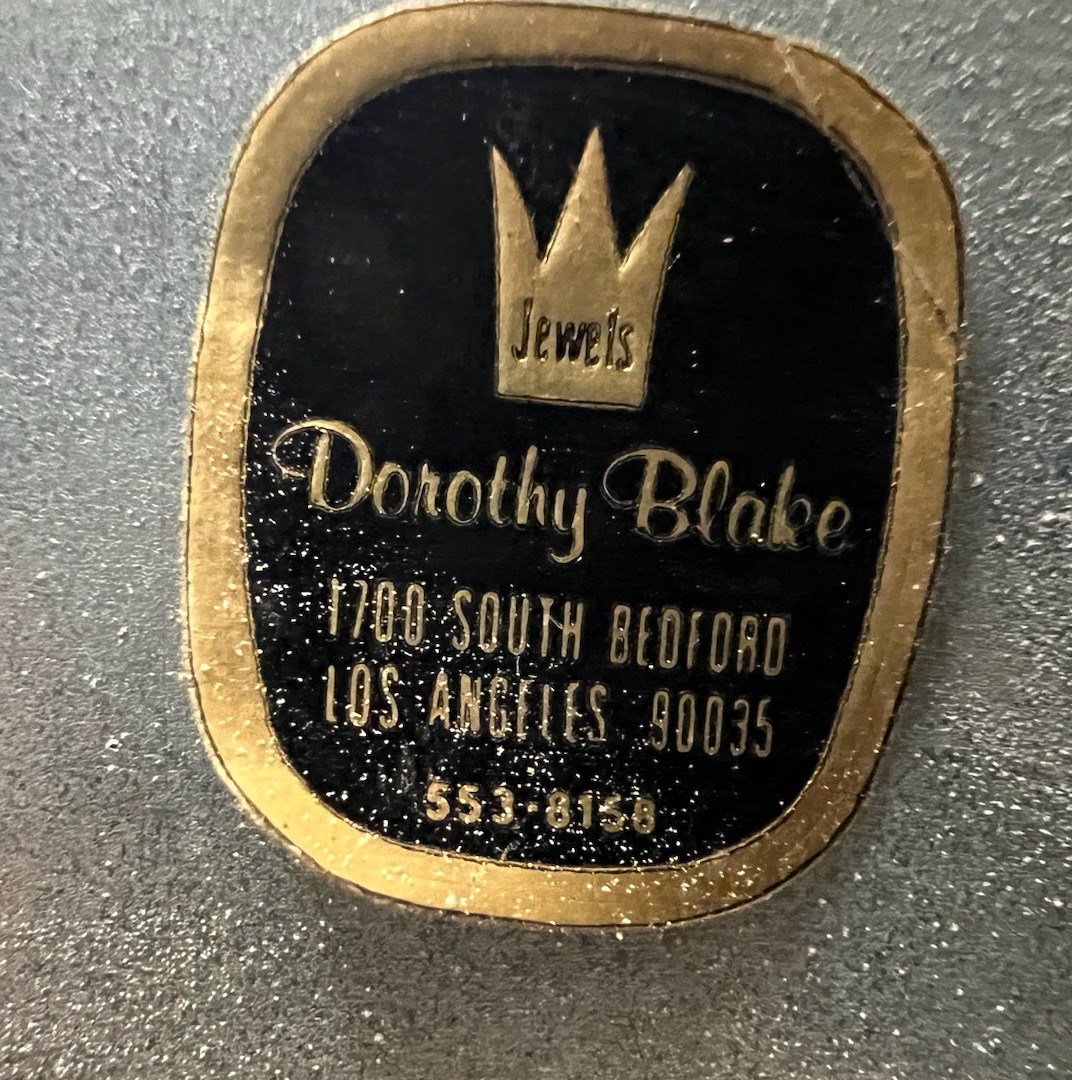 Jewels
Dorothy Blake
1700 SOUTH BEDFORD
LOS ANGELES 90035
553-8158